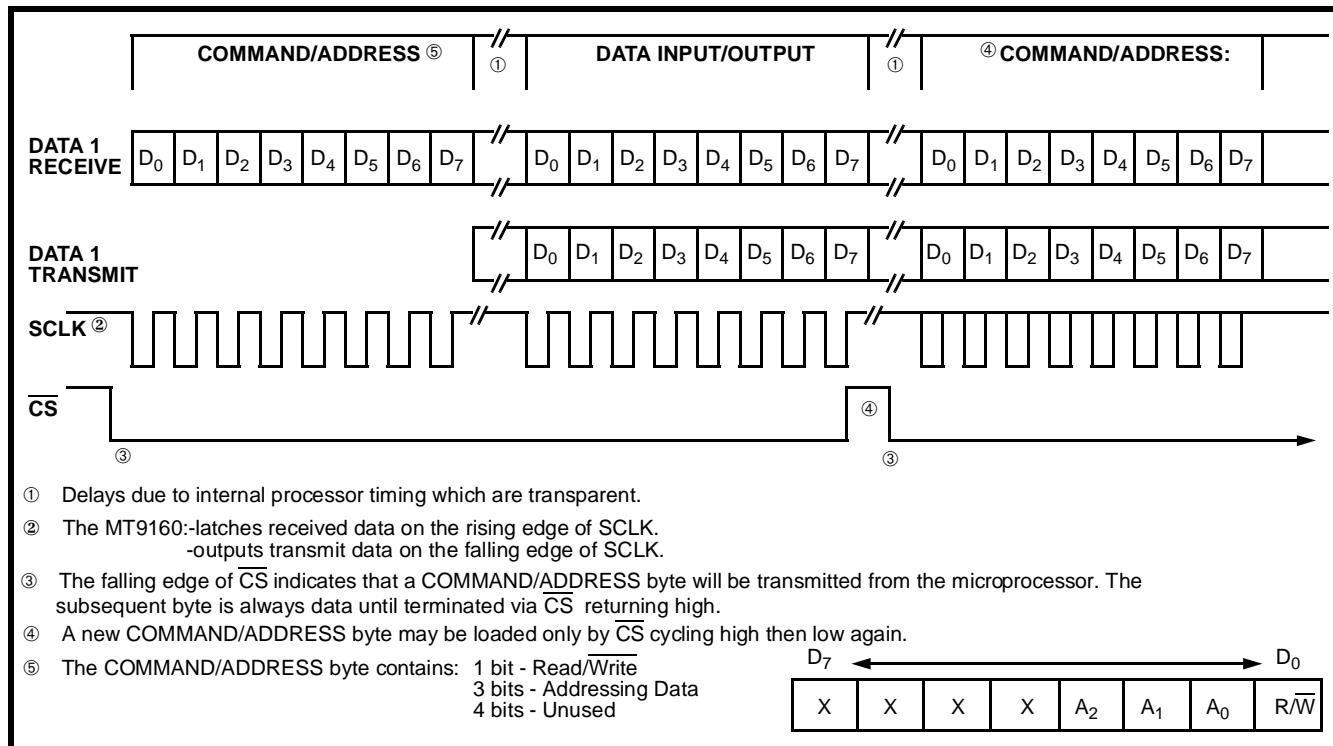 COMMAND/ADDRESS ⑤ // ① DATA INPUT/OUTPUT // ① ④ COMMAND/ADDRESS:
DATA 1
RECEIVE
D0 D1 D2 D3 D4 D5 D6 D7 // D0 D1 D2 D3 D4 D5 D6 D7 // D0 D1 D2 D3 D4 D5 D6 D7
DATA 1
TRANSMIT
// D0 D1 D2 D3 D4 D5 D6 D7 // D0 D1 D2 D3 D4 D5 D6 D7
SCLK ② // //
C̅S̅ ④
③ ③
① Delays due to internal processor timing which are transparent.
② The MT9160:-latches received data on the rising edge of SCLK.
-outputs transmit data on the falling edge of SCLK.
③ The falling edge of C̅S̅ indicates that a COMMAND/ADDRESS byte will be transmitted from the microprocessor. The
subsequent byte is always data until terminated via C̅S̅ returning high.
④ A new COMMAND/ADDRESS byte may be loaded only by C̅S̅ cycling high then low again.
⑤ The COMMAND/ADDRESS byte contains: 1 bit - Read/W̅r̅i̅t̅e̅
3 bits - Addressing Data
4 bits - Unused
D7 D0
X X X X A2 A1 A0 R/W̅